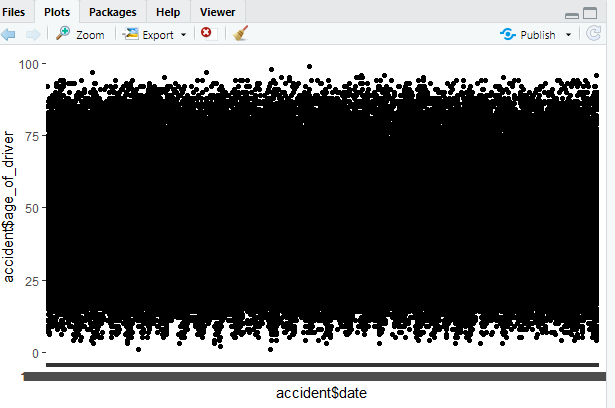 Files Plots Packages Help Viewer
Zoom Export Publish
100
75
50
25
0
accident$age_of_driver
accident$date